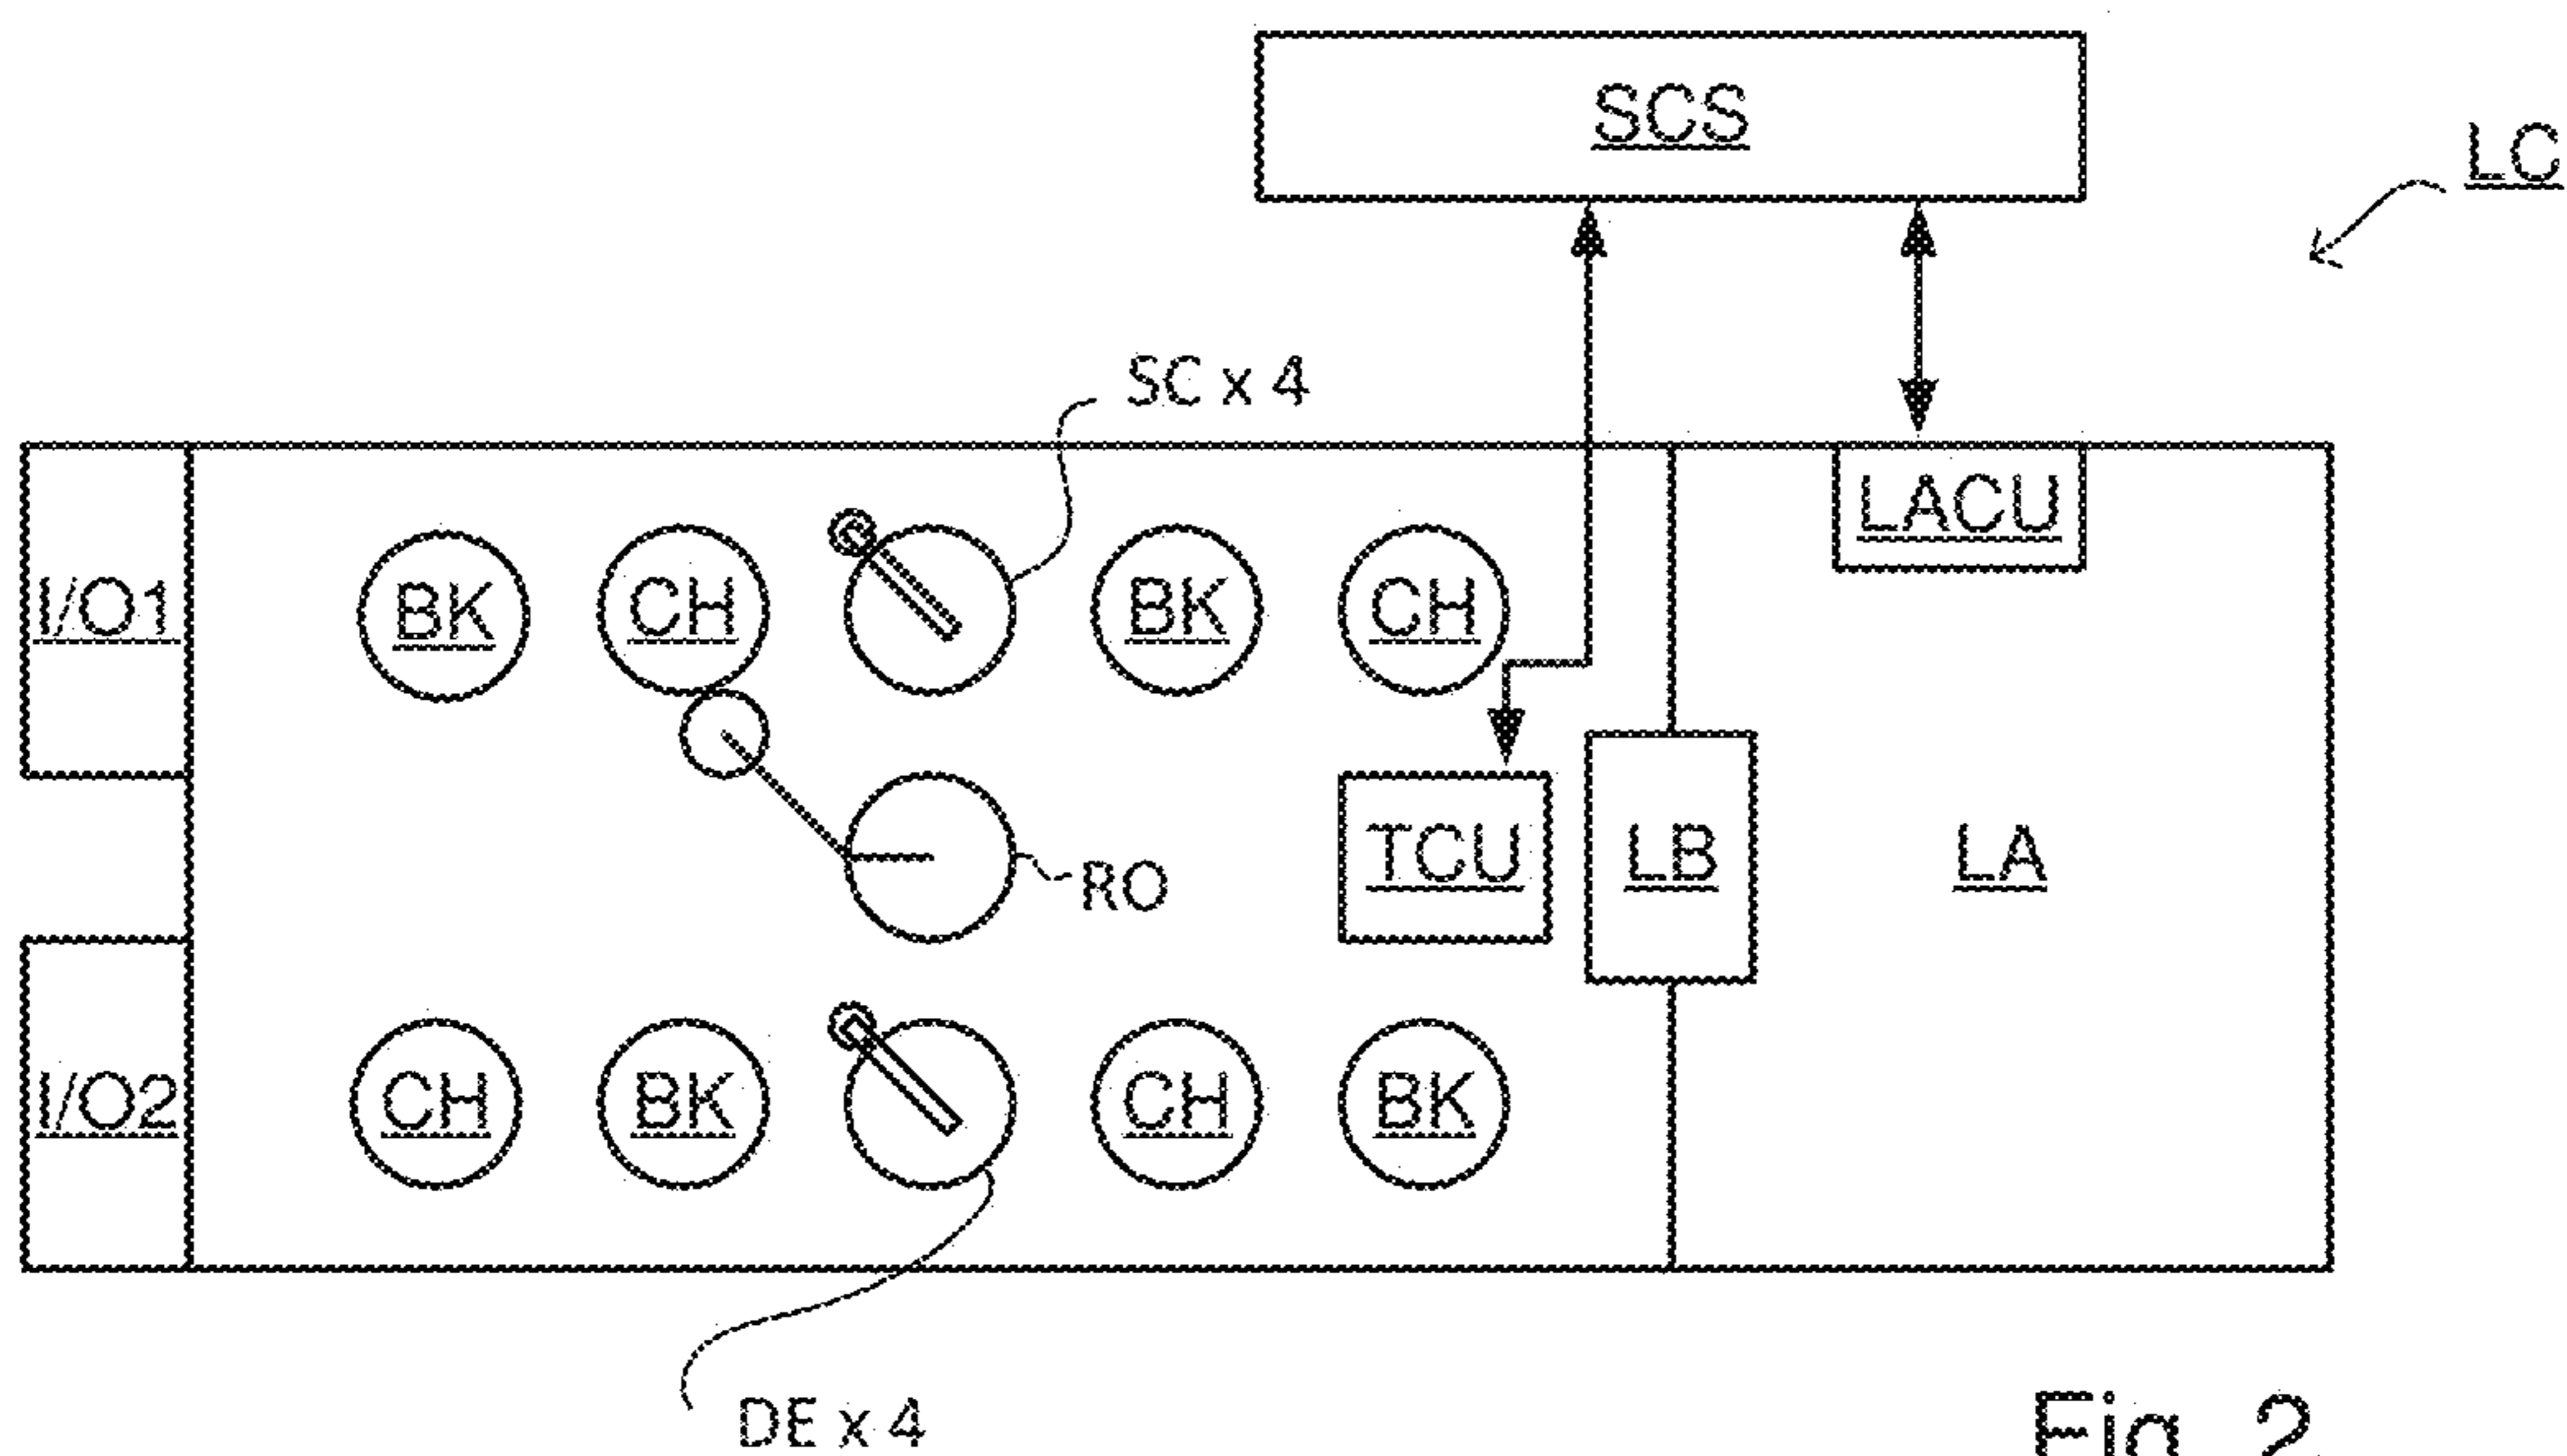 SCS
LC
SC x 4
LACU
I/O1
BK
CH
BK
CH
TCU
LB
LA
RO
I/O2
CH
BK
CH
BK
DE x 4
Fig. 2